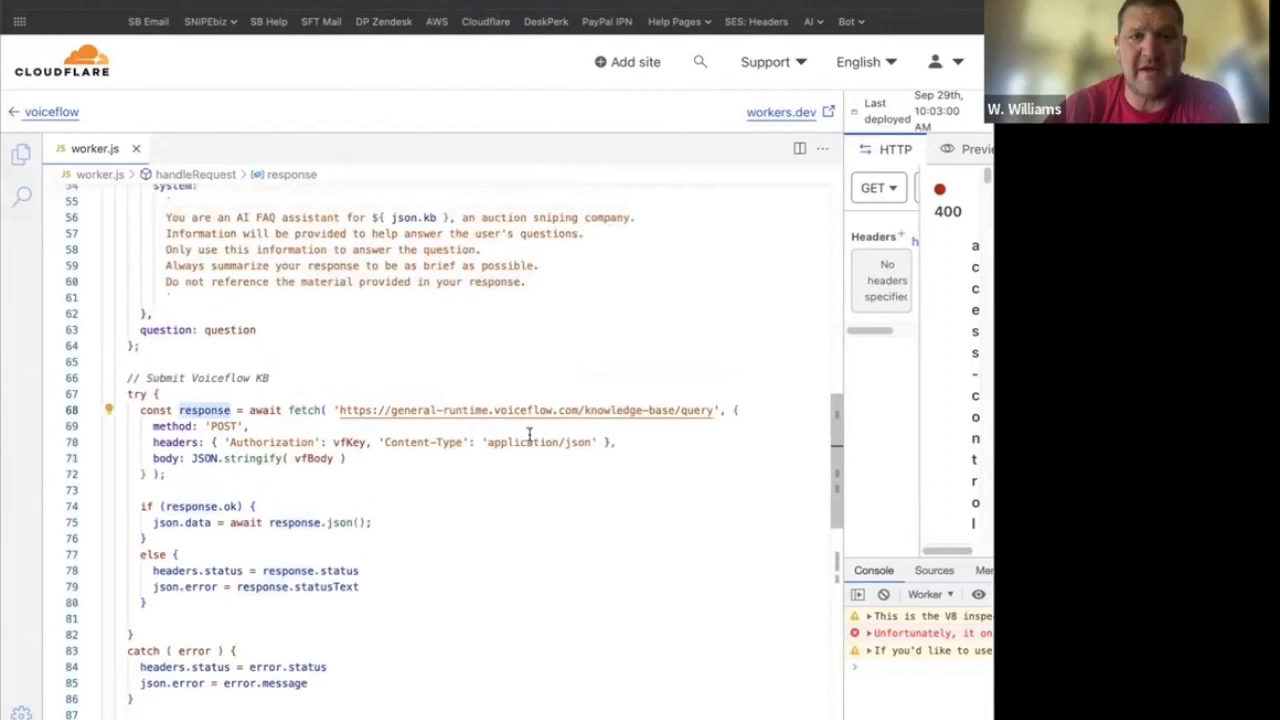 SB Email SNIPEbiz SB Help SFT Mail DP Zendesk AWS Cloudflare DeskPerk PayPal IPN Help Pages SES: Headers AI Bot
CLOUDFLARE
Add site
Support
English
W. Williams
← voiceflow
workers.dev
Last deployed
Sep 29th, 10:03:00 AM
JS worker.js ×
...
HTTP
Previe
JS worker.js > handleRequest > response
GET
400
Headers+
h
No headers specified
a
c
c
e
s
s
-
c
o
n
t
r
o
l
54 system:
55 `
56 You are an AI FAQ assistant for ${ json.kb }, an auction sniping company.
57 Information will be provided to help answer the user's questions.
58 Only use this information to answer the question.
59 Always summarize your response to be as brief as possible.
60 Do not reference the material provided in your response.
61 `
62 },
63 question: question
64 };
65
66 // Submit Voiceflow KB
67 try {
68 const response = await fetch( 'https://general-runtime.voiceflow.com/knowledge-base/query', {
69 method: 'POST',
70 headers: { 'Authorization': vfKey, 'Content-Type': 'application/json' },
71 body: JSON.stringify( vfBody )
72 } );
73
74 if (response.ok) {
75 json.data = await response.json();
76 }
77 else {
78 headers.status = response.status
79 json.error = response.statusText
80 }
81
82 }
83 catch ( error ) {
84 headers.status = error.status
85 json.error = error.message
86 }
87
Console Sources Mem
Worker
This is the V8 inspe
Unfortunately, it on
If you'd like to use
>